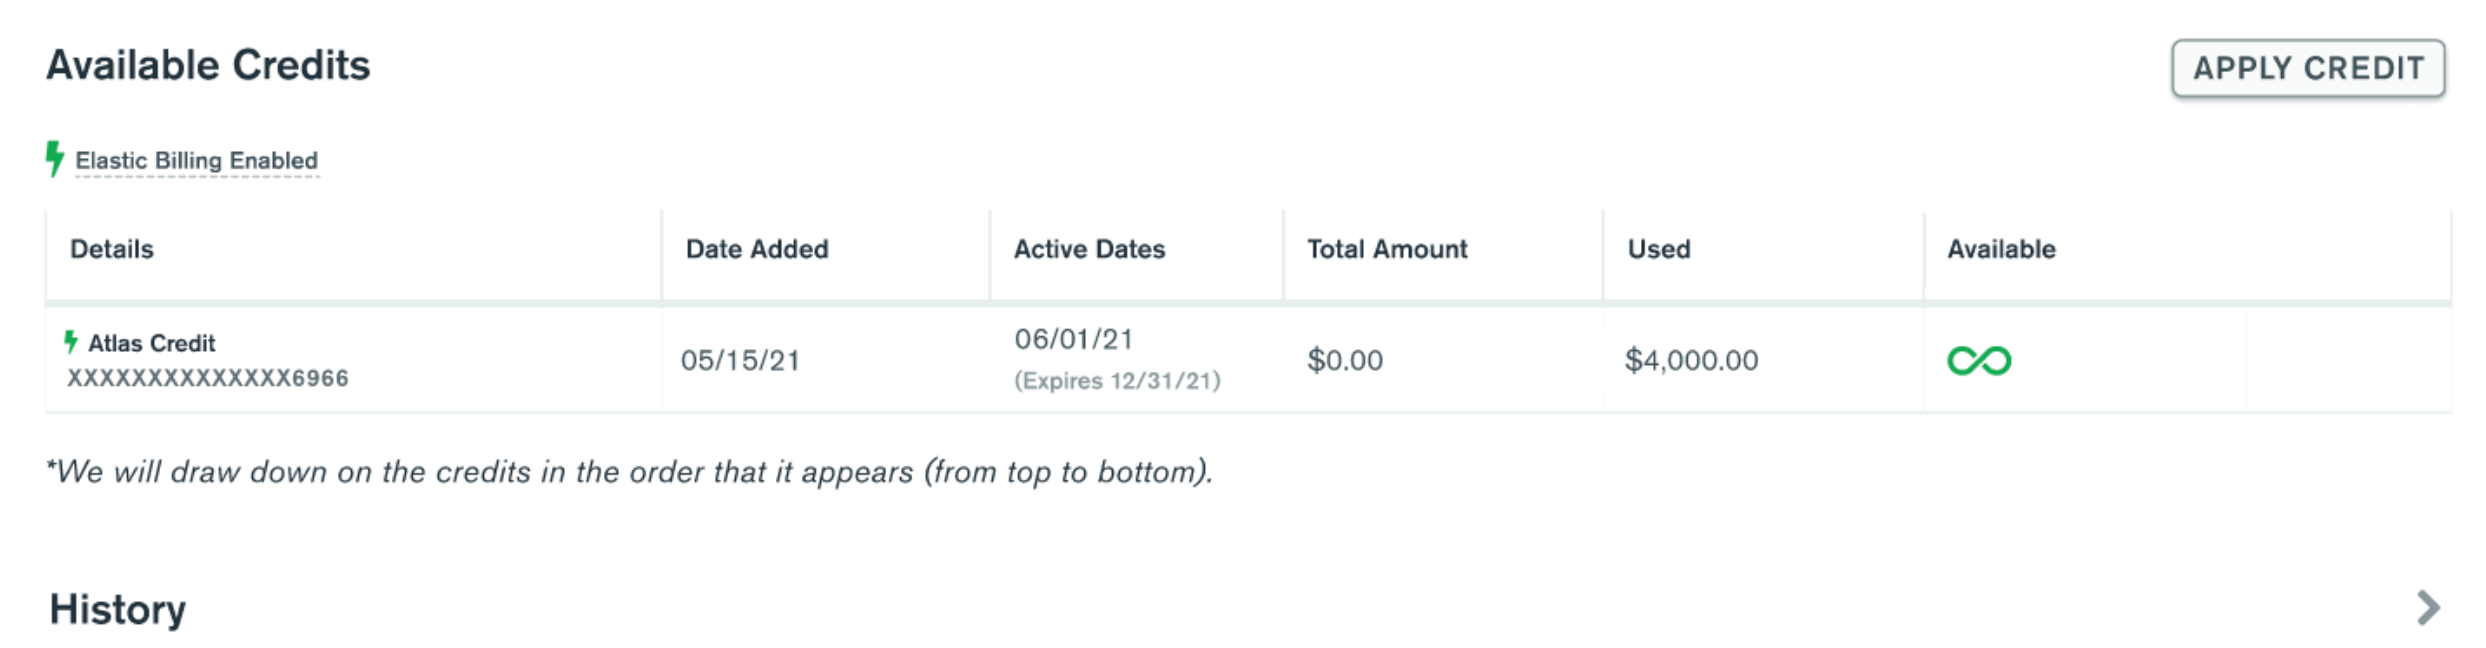 Available Credits
APPLY CREDIT
Elastic Billing Enabled
Details Date Added Active Dates Total Amount Used Available
Atlas Credit
XXXXXXXXXXXXXX6966
05/15/21
06/01/21
(Expires 12/31/21)
$0.00
$4,000.00
*We will draw down on the credits in the order that it appears (from top to bottom).
History